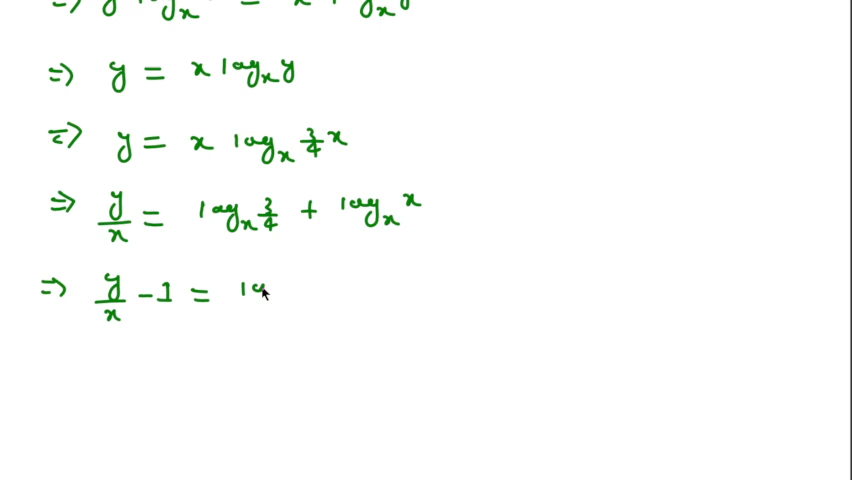 ⇒ y = x log_x y
⇒ y = x log_x 3/4 x
⇒ y/x = log_x 3/4 + log_x x
⇒ y/x - 1 = lo